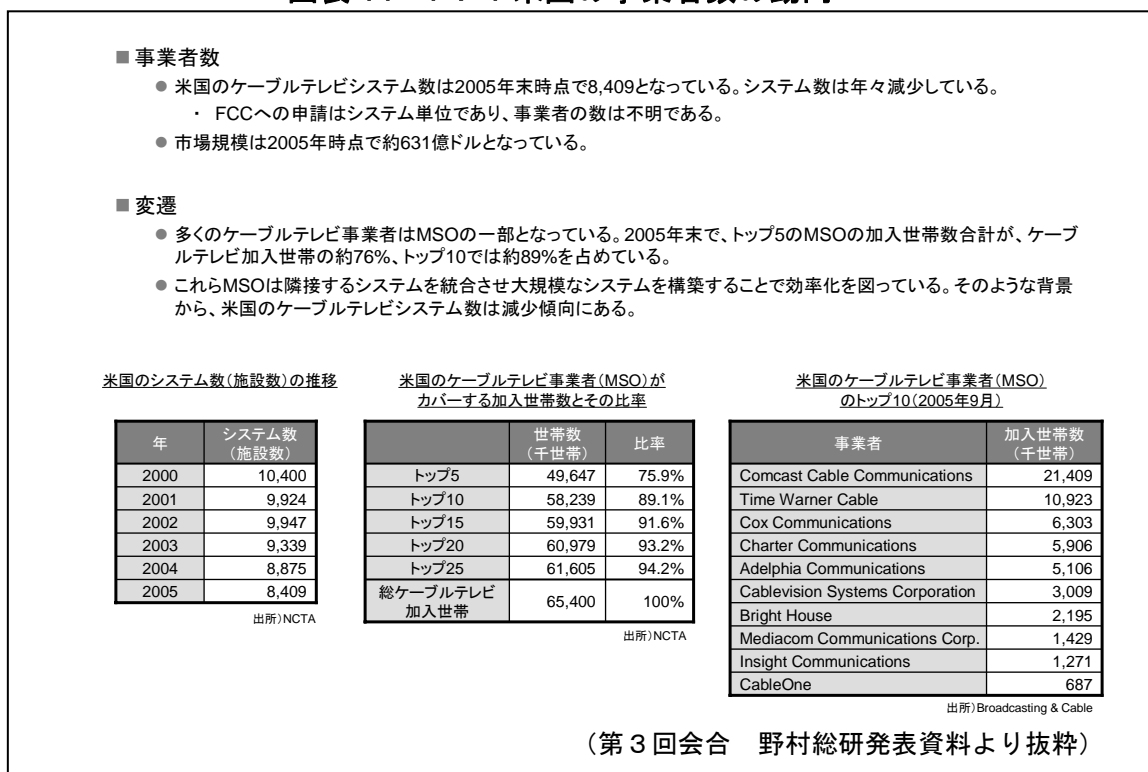 ■ 事業者数
● 米国のケーブルテレビシステム数は2005年末時点で8,409となっている。システム数は年々減少している。
・ FCCへの申請はシステム単位であり、事業者の数は不明である。
● 市場規模は2005年時点で約631億ドルとなっている。
■ 変遷
● 多くのケーブルテレビ事業者はMSOの一部となっている。2005年末で、トップ5のMSOの加入世帯数合計が、ケーブ
ルテレビ加入世帯の約76%、トップ10では約89%を占めている。
● これらMSOは隣接するシステムを統合させ大規模なシステムを構築することで効率化を図っている。そのような背景
から、米国のケーブルテレビシステム数は減少傾向にある。
米国のシステム数(施設数)の推移
年 システム数
(施設数)
2000 10,400
2001 9,924
2002 9,947
2003 9,339
2004 8,875
2005 8,409
出所)NCTA
米国のケーブルテレビ事業者(MSO)が
カバーする加入世帯数とその比率
世帯数
(千世帯) 比率
トップ5 49,647 75.9%
トップ10 58,239 89.1%
トップ15 59,931 91.6%
トップ20 60,979 93.2%
トップ25 61,605 94.2%
総ケーブルテレビ
加入世帯 65,400 100%
出所)NCTA
米国のケーブルテレビ事業者(MSO)
のトップ10(2005年9月)
事業者 加入世帯数
(千世帯)
Comcast Cable Communications 21,409
Time Warner Cable 10,923
Cox Communications 6,303
Charter Communications 5,906
Adelphia Communications 5,106
Cablevision Systems Corporation 3,009
Bright House 2,195
Mediacom Communications Corp. 1,429
Insight Communications 1,271
CableOne 687
出所)Broadcasting & Cable
(第3回会合 野村総研発表資料より抜粋)